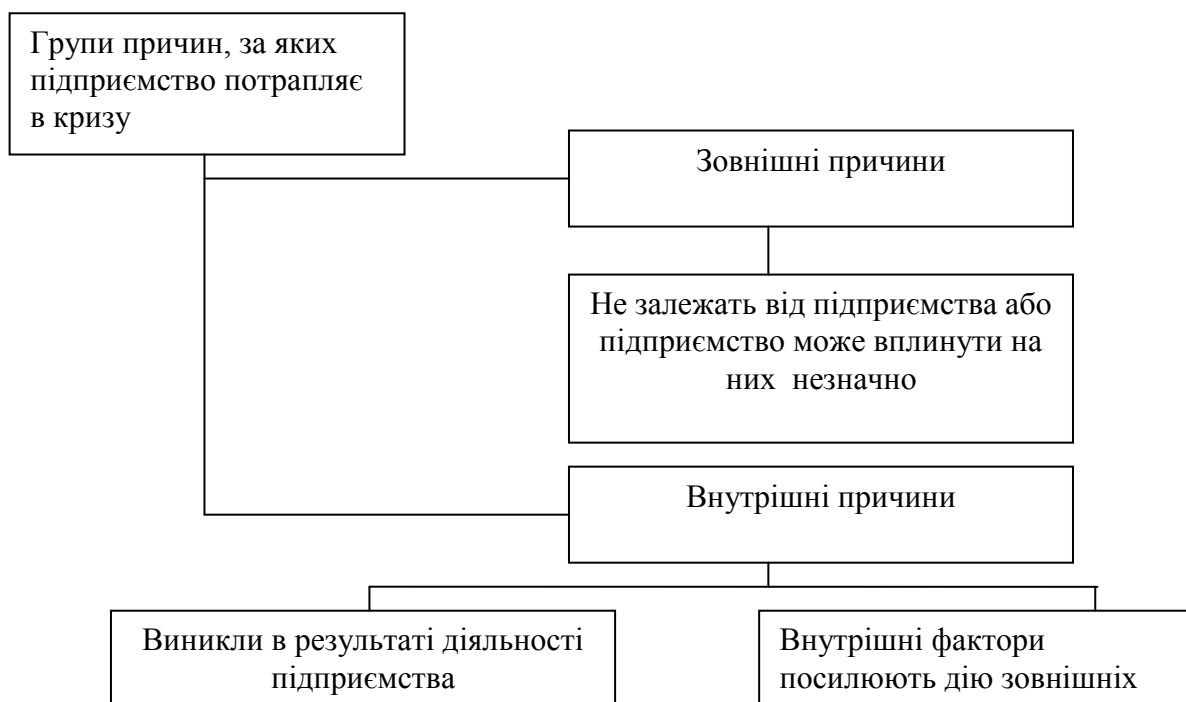 Групи причин, за яких
підприємство потрапляє
в кризу
Зовнішні причини
Не залежать від підприємства або
підприємство може вплинути на
них  незначно
Внутрішні причини
Виникли в результаті діяльності
підприємства
Внутрішні фактори
посилюють дію зовнішніх